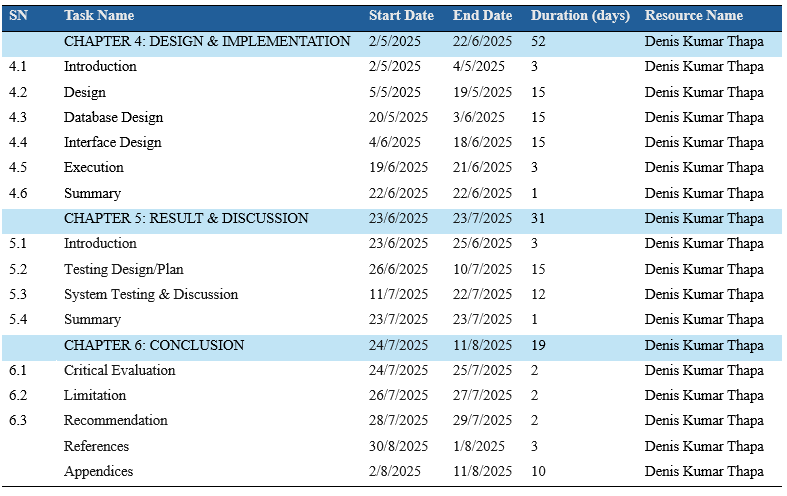 SN Task Name Start Date End Date Duration (days) Resource Name
CHAPTER 4: DESIGN & IMPLEMENTATION 2/5/2025 22/6/2025 52 Denis Kumar Thapa
4.1 Introduction 2/5/2025 4/5/2025 3 Denis Kumar Thapa
4.2 Design 5/5/2025 19/5/2025 15 Denis Kumar Thapa
4.3 Database Design 20/5/2025 3/6/2025 15 Denis Kumar Thapa
4.4 Interface Design 4/6/2025 18/6/2025 15 Denis Kumar Thapa
4.5 Execution 19/6/2025 21/6/2025 3 Denis Kumar Thapa
4.6 Summary 22/6/2025 22/6/2025 1 Denis Kumar Thapa
CHAPTER 5: RESULT & DISCUSSION 23/6/2025 23/7/2025 31 Denis Kumar Thapa
5.1 Introduction 23/6/2025 25/6/2025 3 Denis Kumar Thapa
5.2 Testing Design/Plan 26/6/2025 10/7/2025 15 Denis Kumar Thapa
5.3 System Testing & Discussion 11/7/2025 22/7/2025 12 Denis Kumar Thapa
5.4 Summary 23/7/2025 23/7/2025 1 Denis Kumar Thapa
CHAPTER 6: CONCLUSION 24/7/2025 11/8/2025 19 Denis Kumar Thapa
6.1 Critical Evaluation 24/7/2025 25/7/2025 2 Denis Kumar Thapa
6.2 Limitation 26/7/2025 27/7/2025 2 Denis Kumar Thapa
6.3 Recommendation 28/7/2025 29/7/2025 2 Denis Kumar Thapa
References 30/8/2025 1/8/2025 3 Denis Kumar Thapa
Appendices 2/8/2025 11/8/2025 10 Denis Kumar Thapa